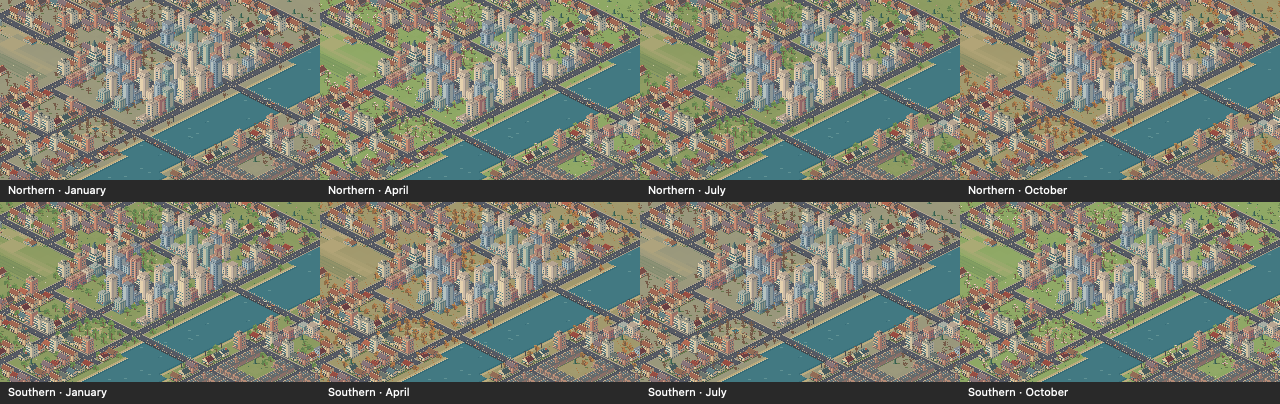 Northern · January
Northern · April
Northern · July
Northern · October
Southern · January
Southern · April
Southern · July
Southern · October